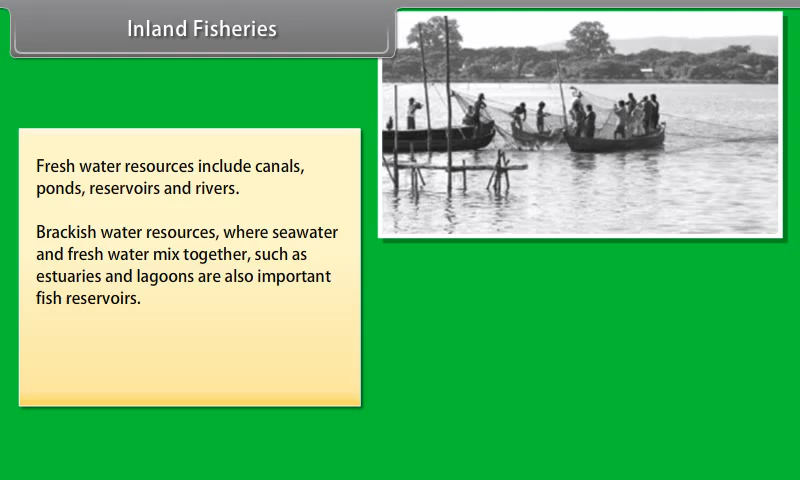 Inland Fisheries
Fresh water resources include canals,
ponds, reservoirs and rivers.
Brackish water resources, where seawater
and fresh water mix together, such as
estuaries and lagoons are also important
fish reservoirs.